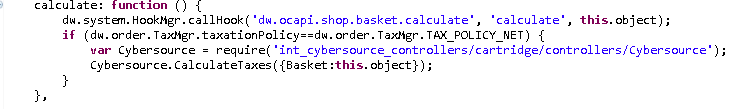 calculate: function () {
dw.system.HookMgr.callHook('dw.ocapi.shop.basket.calculate', 'calculate', this.object);
if (dw.order.TaxMgr.taxationPolicy==dw.order.TaxMgr.TAX_POLICY_NET) {
var Cybersource = require('int_cybersource_controllers/cartridge/controllers/Cybersource');
Cybersource.CalculateTaxes({Basket:this.object});
}
},